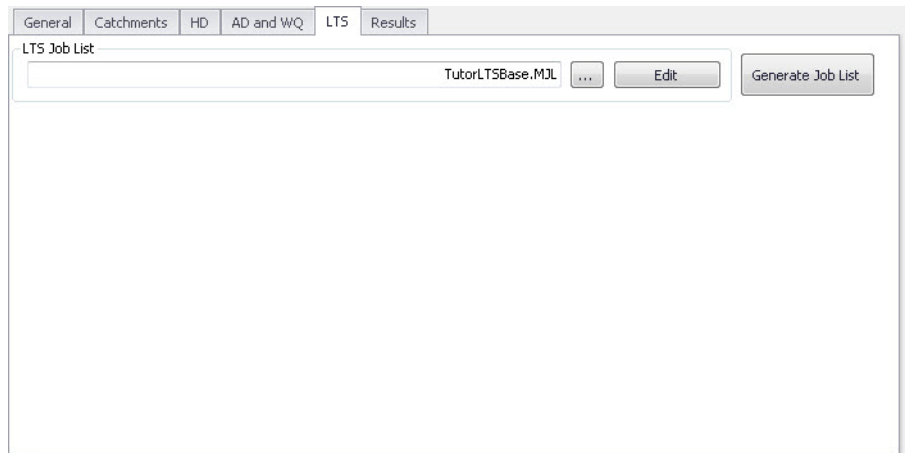 General Catchments HD AD and WQ LTS Results
LTS Job List
TutorLTSBase.MJL ... Edit Generate Job List